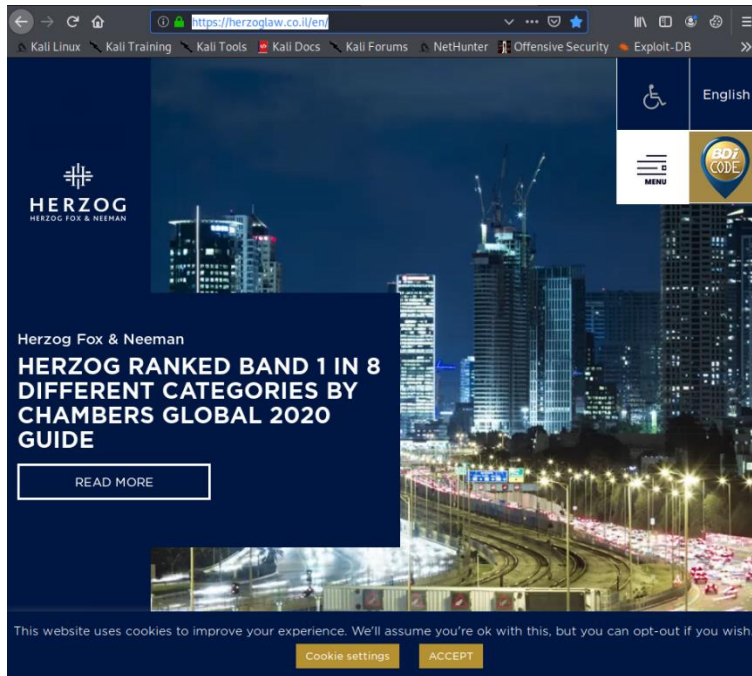 https://herzoglaw.co.il/en/
Kali Linux Kali Training Kali Tools Kali Docs Kali Forums NetHunter Offensive Security Exploit-DB
English
MENU
BDi
CODE
HERZOG
HERZOG FOX & NEEMAN
Herzog Fox & Neeman
HERZOG RANKED BAND 1 IN 8
DIFFERENT CATEGORIES BY
CHAMBERS GLOBAL 2020
GUIDE
READ MORE
This website uses cookies to improve your experience. We'll assume you're ok with this, but you can opt-out if you wish.
Cookie settings
ACCEPT